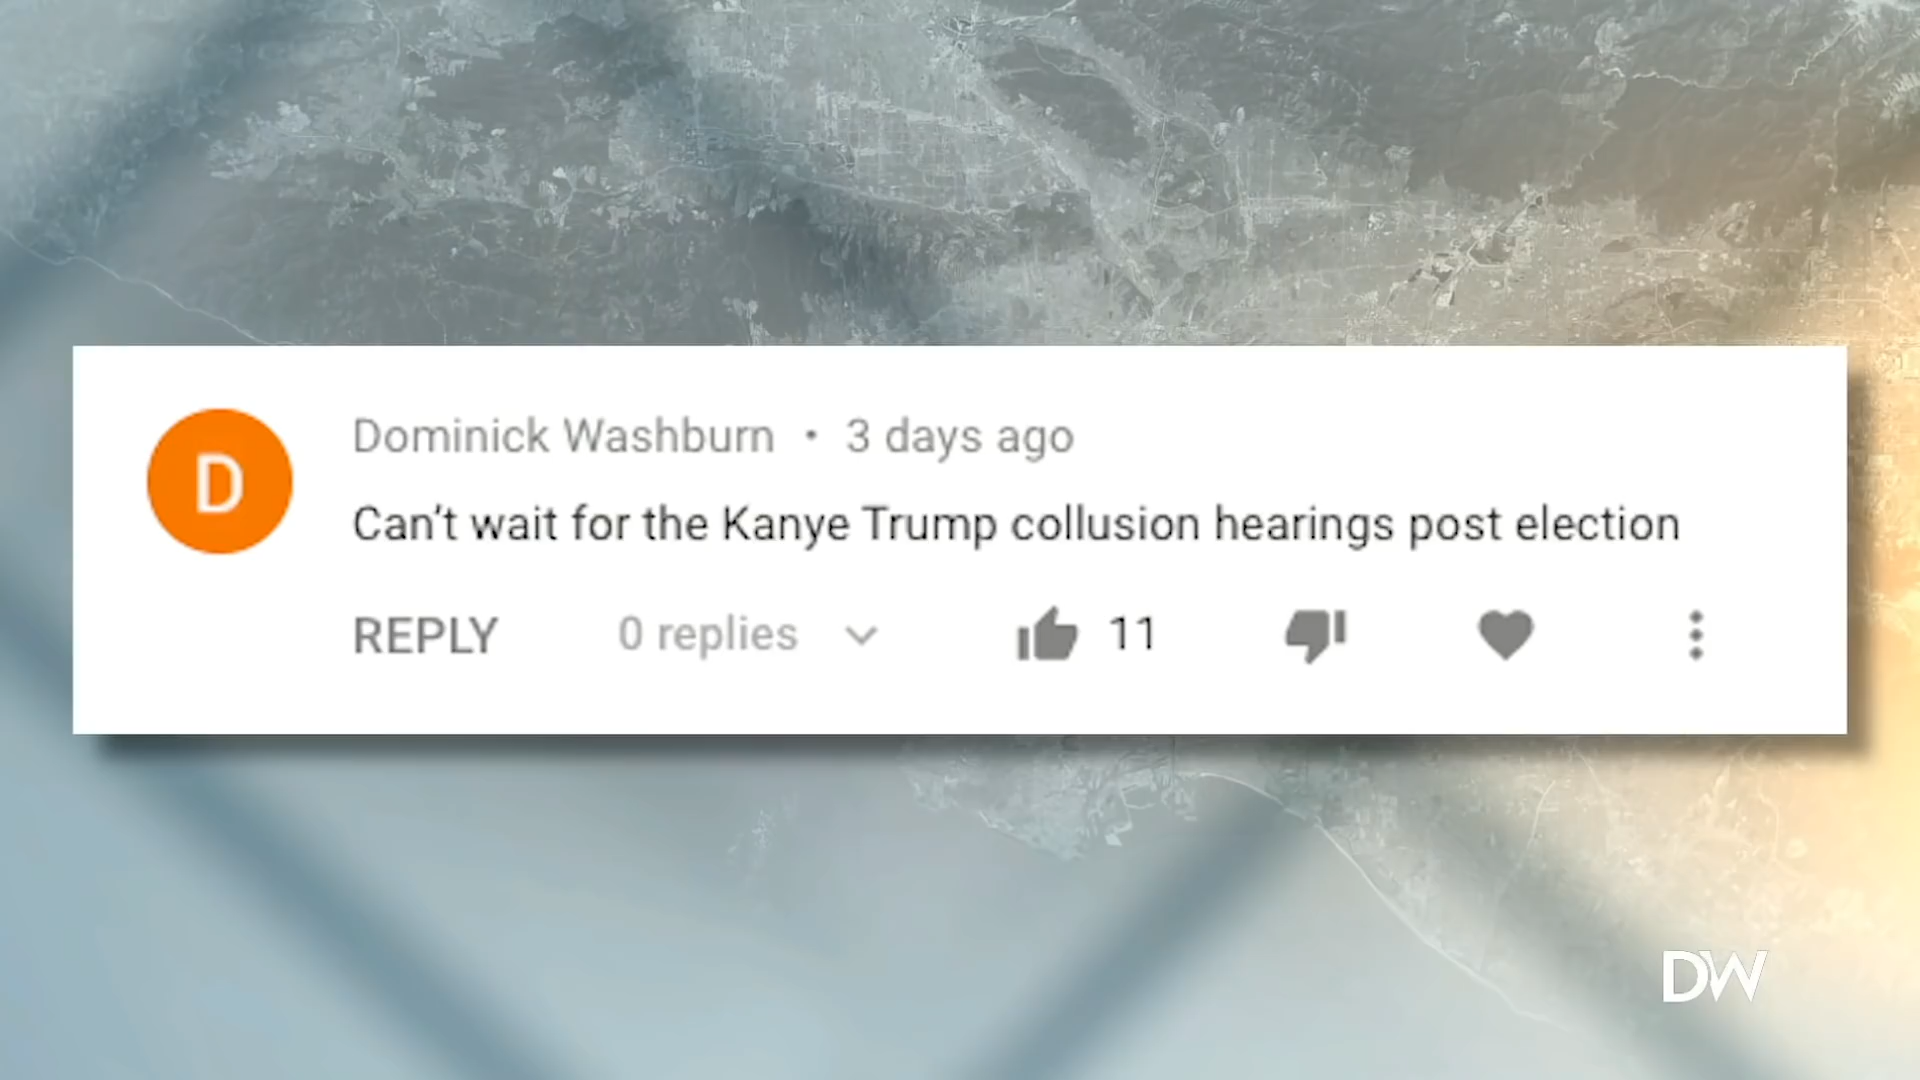 Dominick Washburn • 3 days ago
D
Can't wait for the Kanye Trump collusion hearings post election
REPLY 0 replies 11
DW